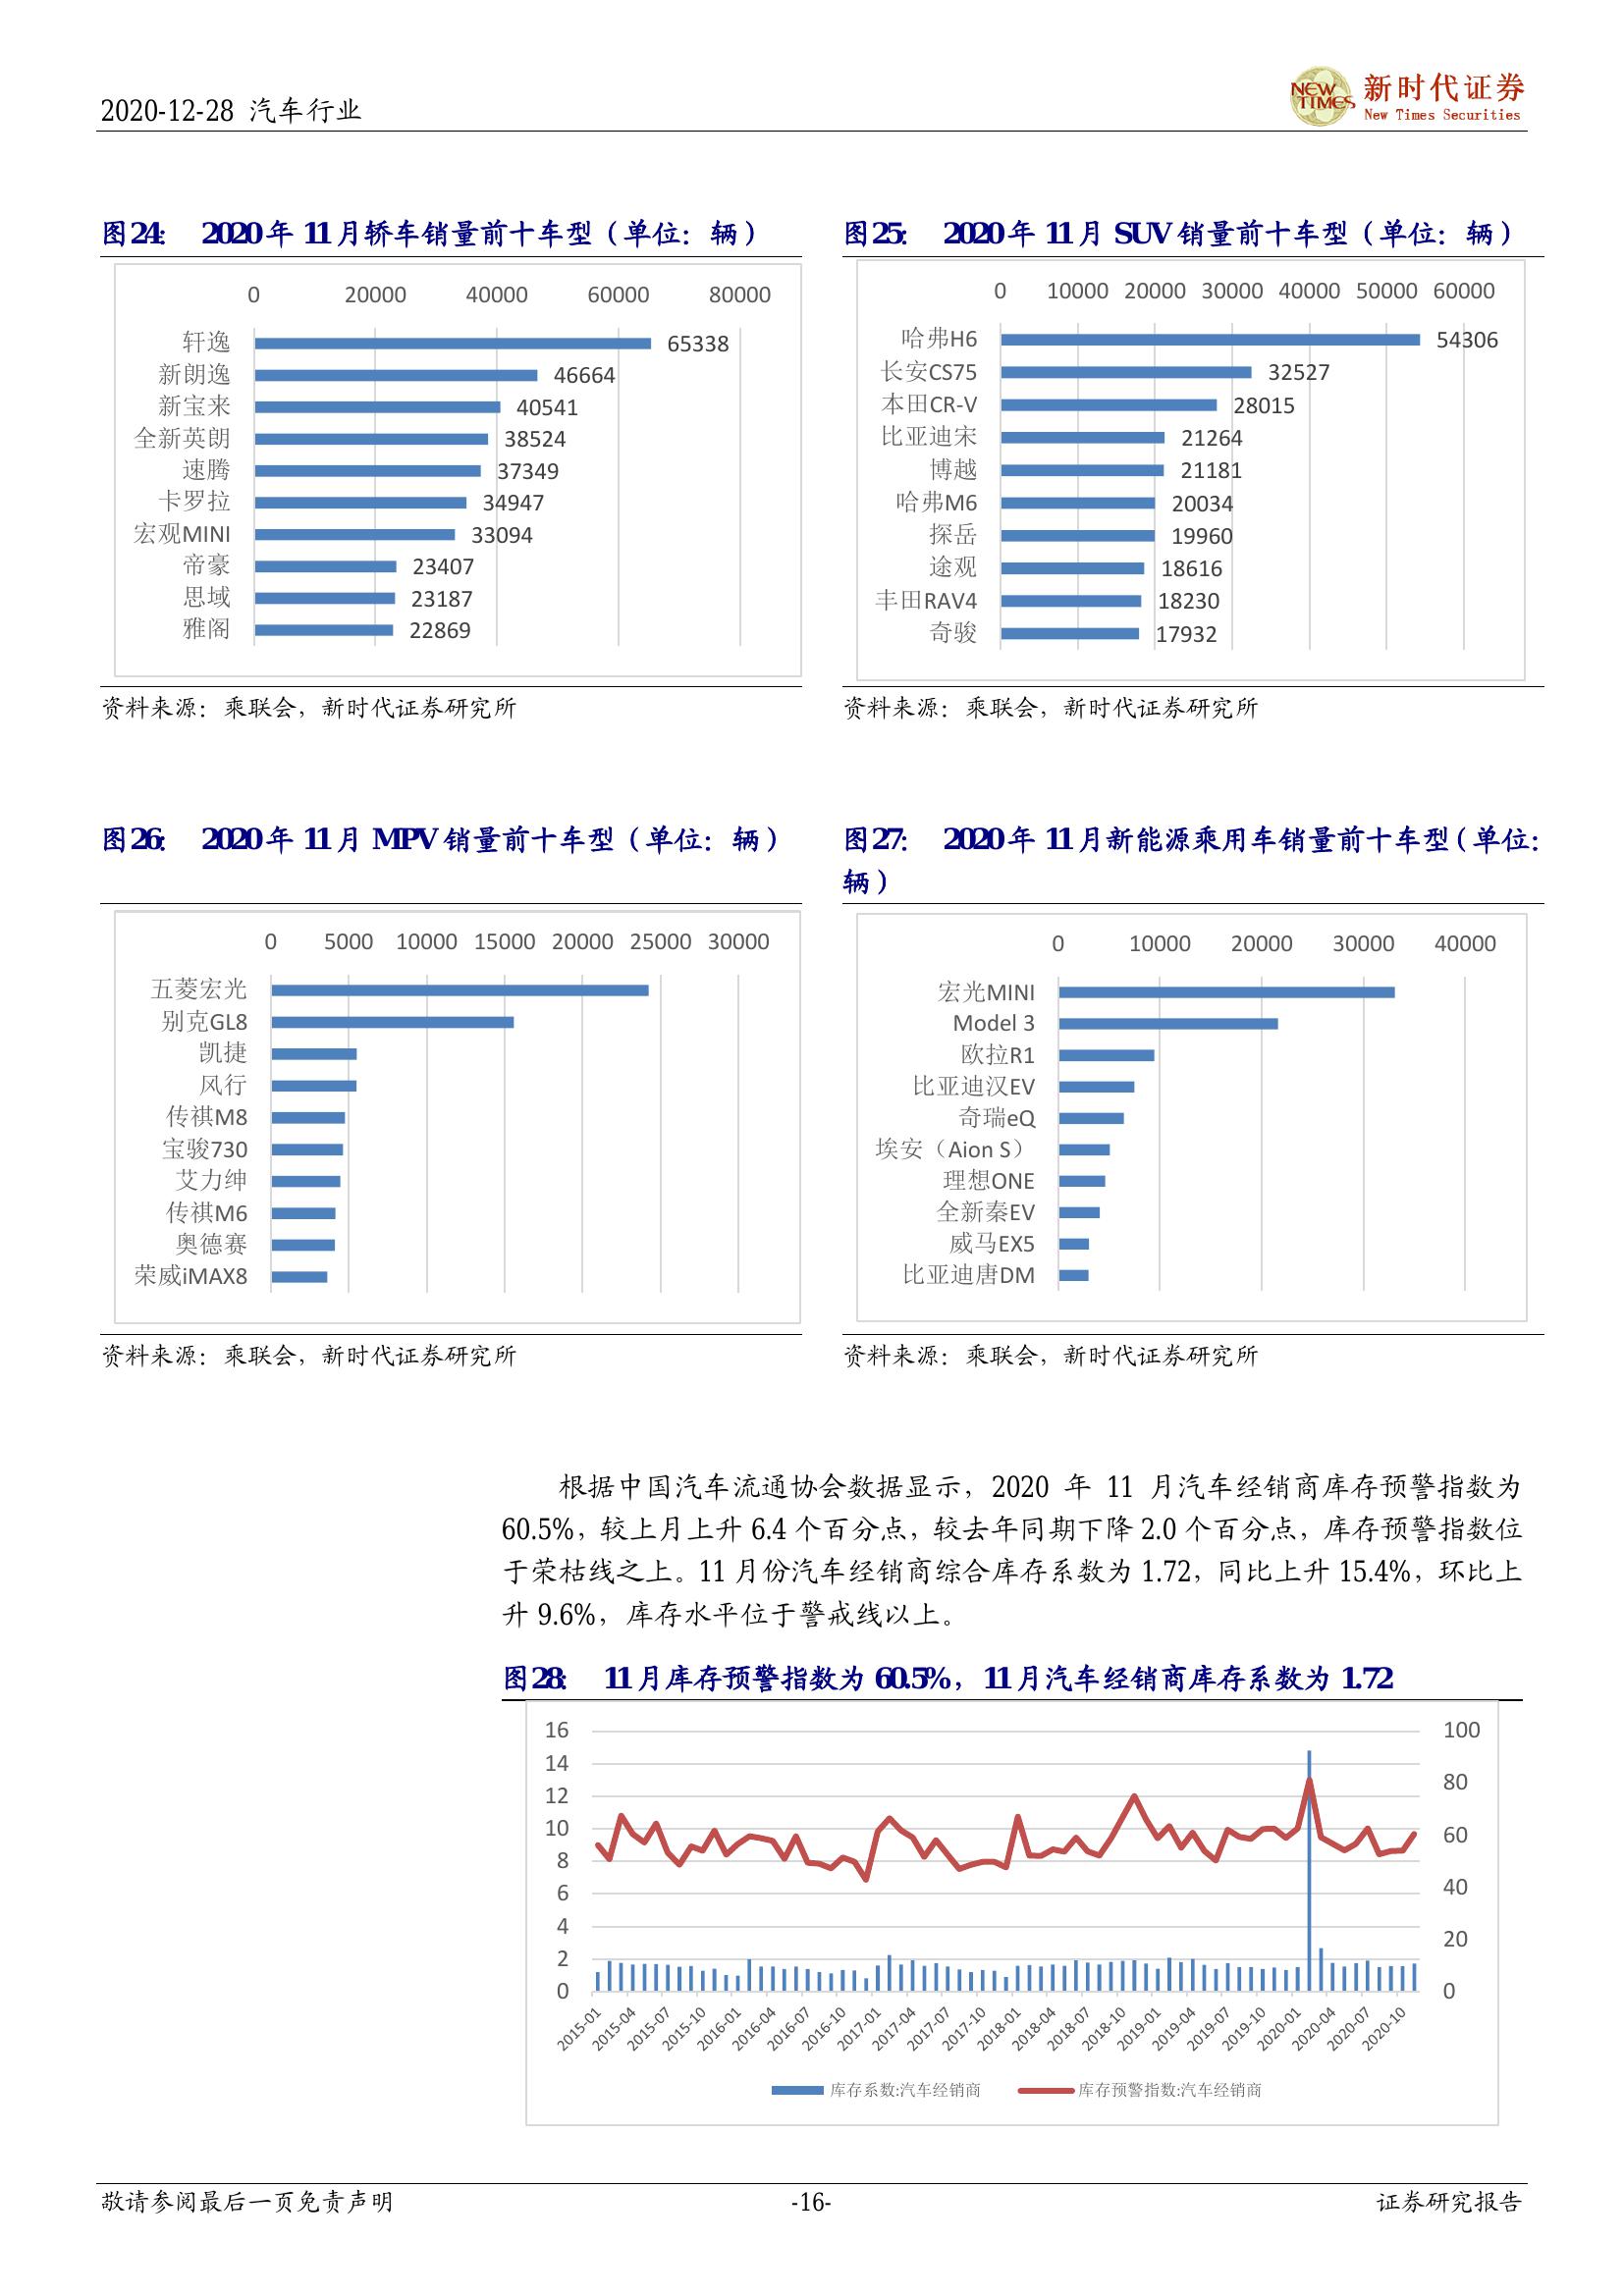 2020-12-28 汽车行业
NEW TIMES
新时代证券
New Times Securities
图24: 2020年11月轿车销量前十车型（单位：辆）
0 20000 40000 60000 80000
轩逸 65338
新朗逸 46664
新宝来 40541
全新英朗 38524
速腾 37349
卡罗拉 34947
宏观MINI 33094
帝豪 23407
思域 23187
雅阁 22869
资料来源：乘联会，新时代证券研究所
图25: 2020年11月SUV销量前十车型（单位：辆）
0 10000 20000 30000 40000 50000 60000
哈弗H6 54306
长安CS75 32527
本田CR-V 28015
比亚迪宋 21264
博越 21181
哈弗M6 20034
探岳 19960
途观 18616
丰田RAV4 18230
奇骏 17932
资料来源：乘联会，新时代证券研究所
图26: 2020年11月MPV销量前十车型（单位：辆）
0 5000 10000 15000 20000 25000 30000
五菱宏光
别克GL8
凯捷
风行
传祺M8
宝骏730
艾力绅
传祺M6
奥德赛
荣威iMAX8
资料来源：乘联会，新时代证券研究所
图27: 2020年11月新能源乘用车销量前十车型（单位：
辆）
0 10000 20000 30000 40000
宏光MINI
Model 3
欧拉R1
比亚迪汉EV
奇瑞eQ
埃安（Aion S）
理想ONE
全新秦EV
威马EX5
比亚迪唐DM
资料来源：乘联会，新时代证券研究所
根据中国汽车流通协会数据显示，2020 年 11 月汽车经销商库存预警指数为
60.5%，较上月上升 6.4 个百分点，较去年同期下降 2.0 个百分点，库存预警指数位
于荣枯线之上。11 月份汽车经销商综合库存系数为 1.72，同比上升 15.4%，环比上
升 9.6%，库存水平位于警戒线以上。
图28: 11月库存预警指数为60.5%，11月汽车经销商库存系数为1.72
16
14
12
10
8
6
4
2
0
100
80
60
40
20
0
2015-01 2015-04 2015-07 2015-10 2016-01 2016-04 2016-07 2016-10 2017-01 2017-04 2017-07 2017-10 2018-01 2018-04 2018-07 2018-10 2019-01 2019-04 2019-07 2019-10 2020-01 2020-04 2020-07 2020-10
库存系数:汽车经销商 库存预警指数:汽车经销商
敬请参阅最后一页免责声明 -16- 证券研究报告